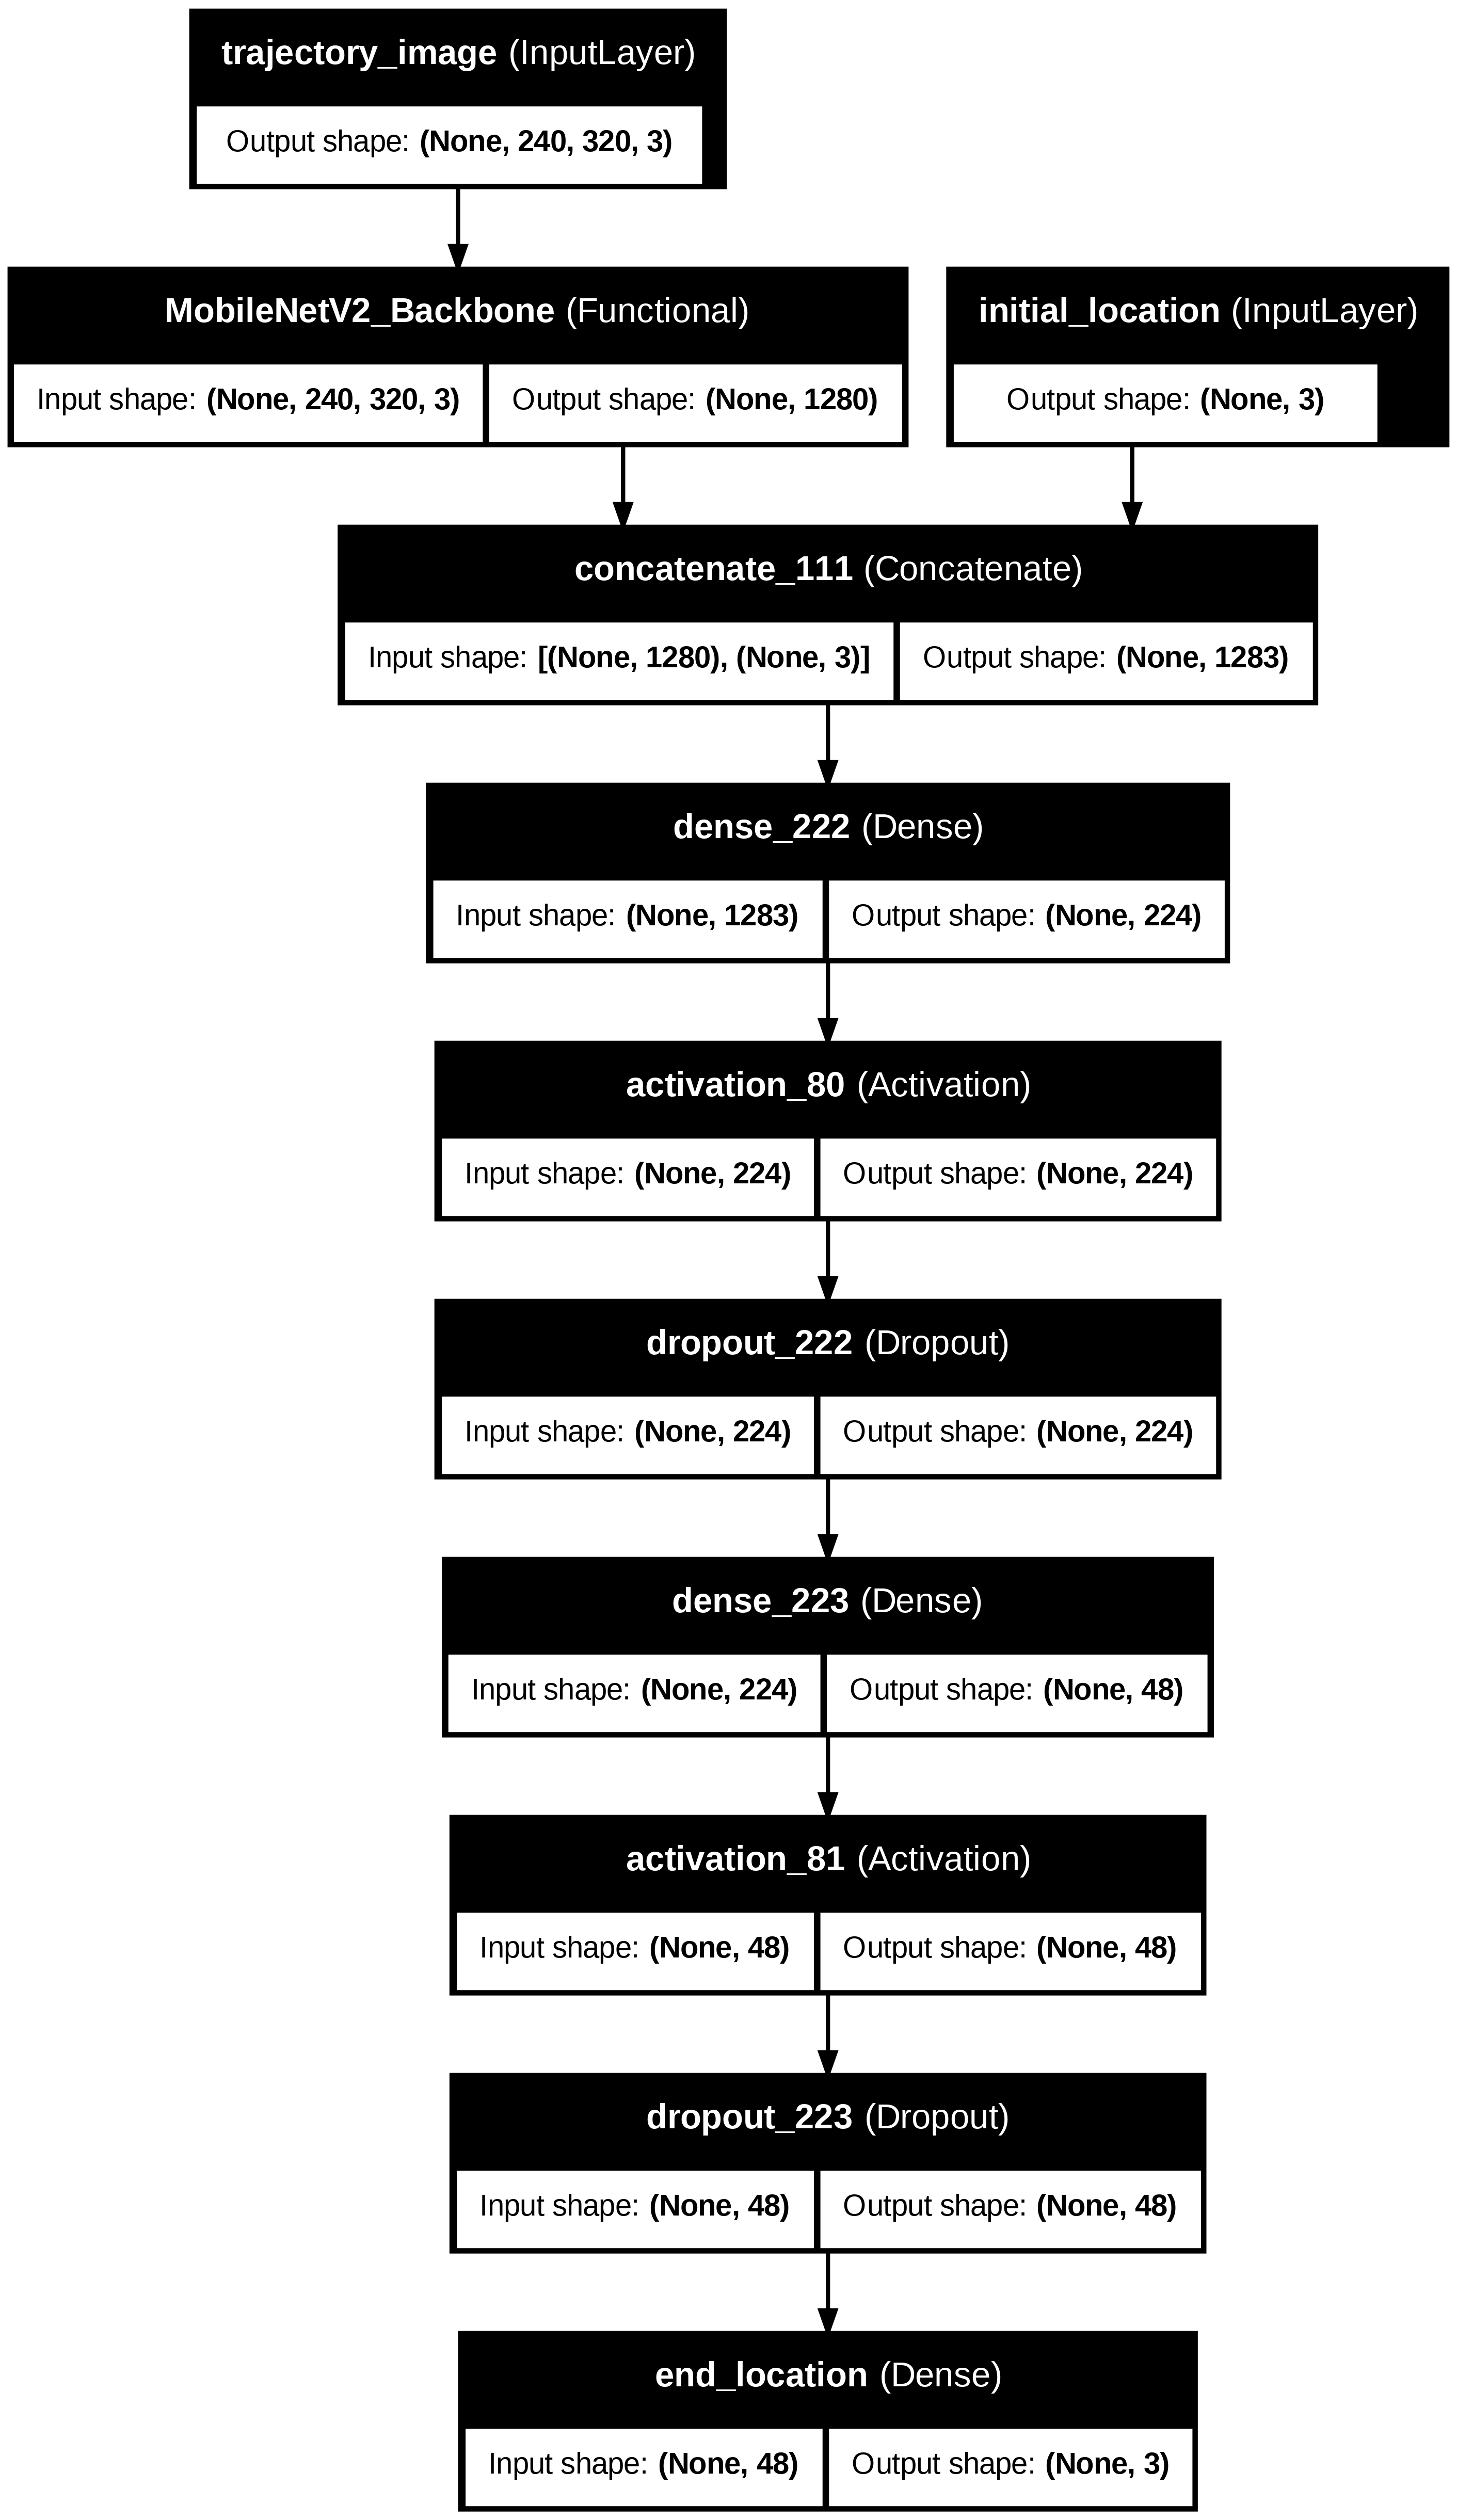 trajectory_image (InputLayer)
Output shape: (None, 240, 320, 3)
MobileNetV2_Backbone (Functional)
Input shape: (None, 240, 320, 3) Output shape: (None, 1280)
initial_location (InputLayer)
Output shape: (None, 3)
concatenate_111 (Concatenate)
Input shape: [(None, 1280), (None, 3)] Output shape: (None, 1283)
dense_222 (Dense)
Input shape: (None, 1283) Output shape: (None, 224)
activation_80 (Activation)
Input shape: (None, 224) Output shape: (None, 224)
dropout_222 (Dropout)
Input shape: (None, 224) Output shape: (None, 224)
dense_223 (Dense)
Input shape: (None, 224) Output shape: (None, 48)
activation_81 (Activation)
Input shape: (None, 48) Output shape: (None, 48)
dropout_223 (Dropout)
Input shape: (None, 48) Output shape: (None, 48)
end_location (Dense)
Input shape: (None, 48) Output shape: (None, 3)